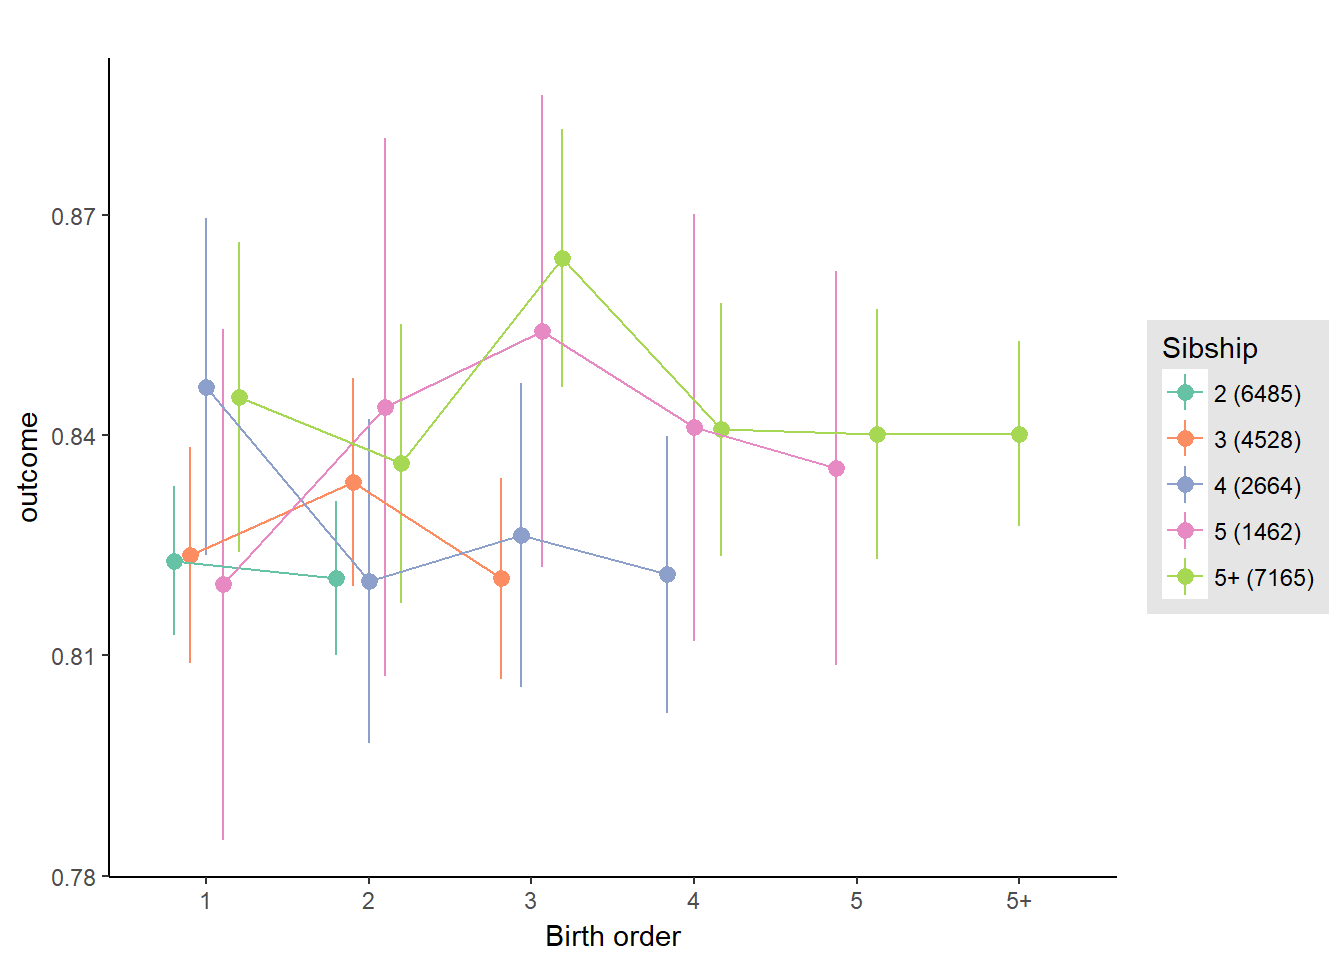 0.87
0.84
0.81
0.78
outcome
1 2 3 4 5 5+
Birth order
Sibship
2 (6485)
3 (4528)
4 (2664)
5 (1462)
5+ (7165)